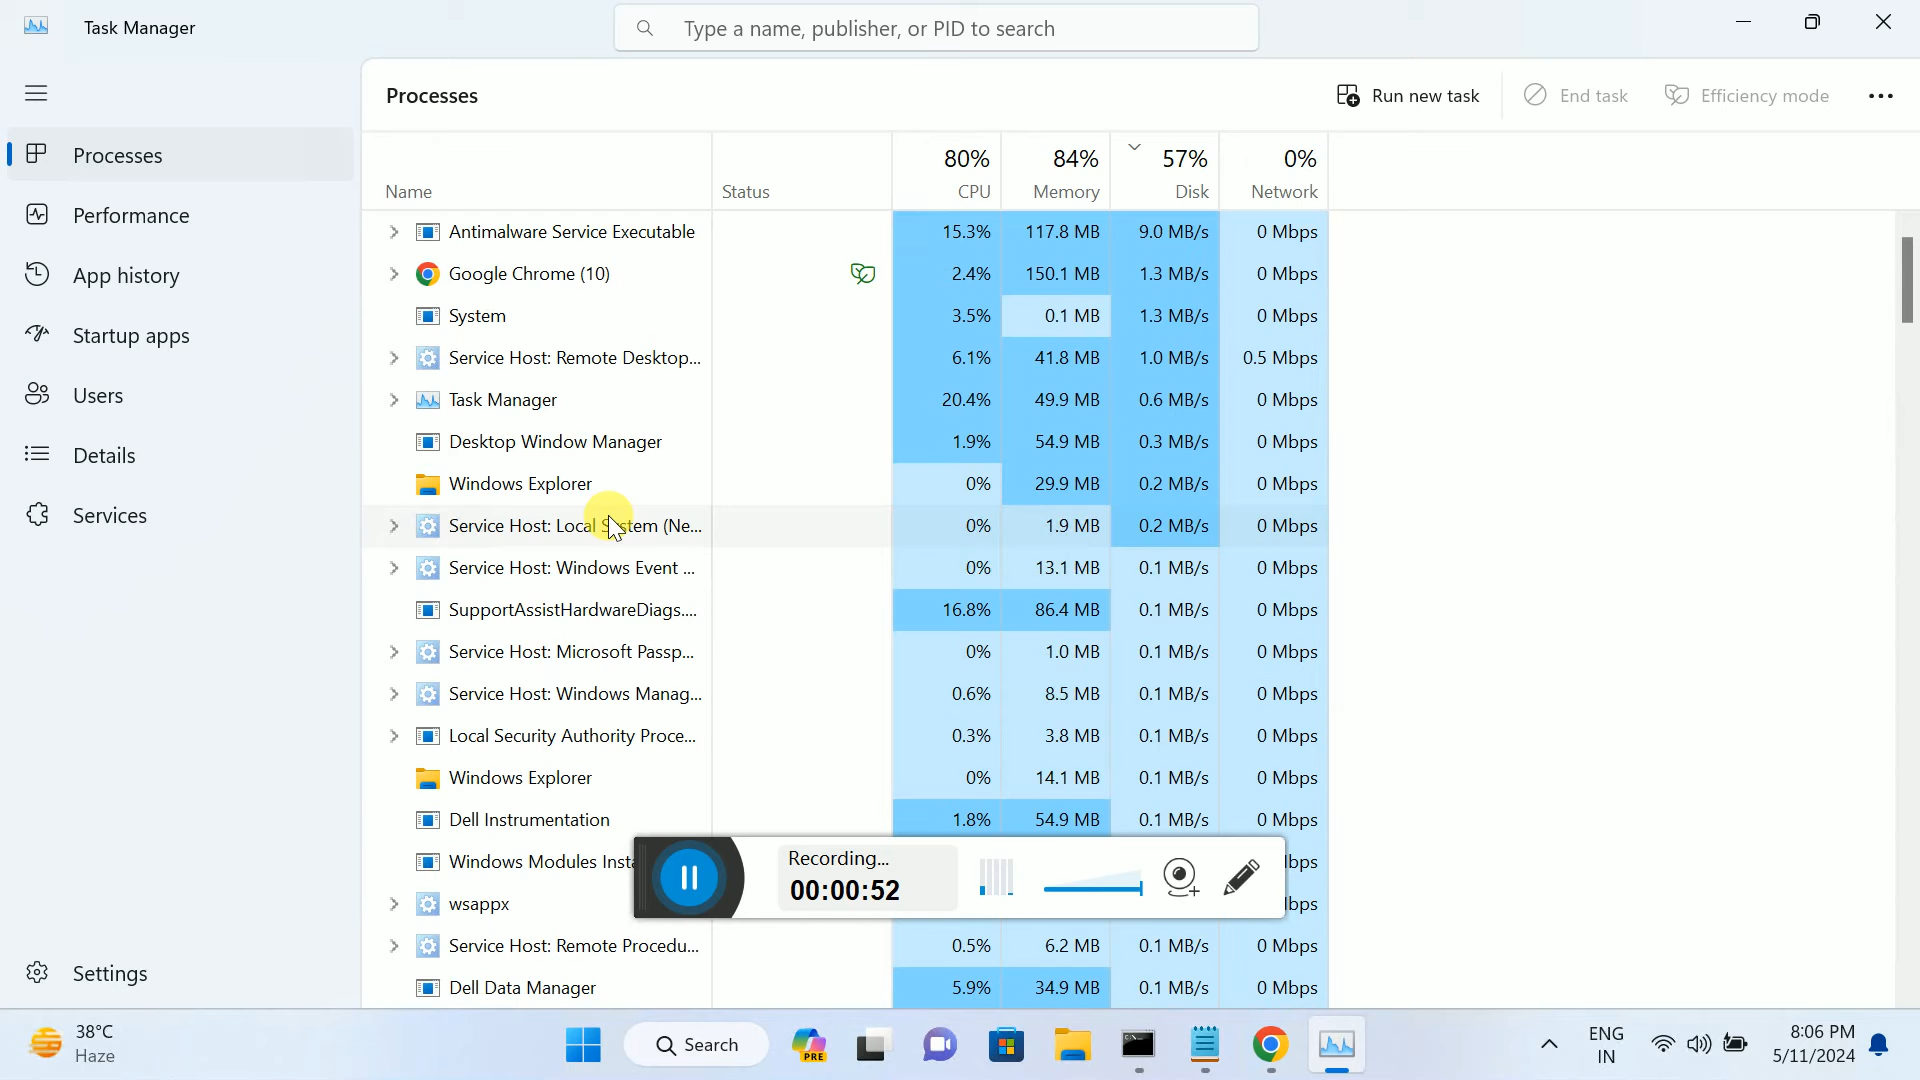 Task Manager
Type a name, publisher, or PID to search
Processes
Run new task
End task
Efficiency mode
Processes
Performance
App history
Startup apps
Users
Details
Services
Settings
Name
Status
80% CPU
84% Memory
57% Disk
0% Network
Antimalware Service Executable 15.3% 117.8 MB 9.0 MB/s 0 Mbps
Google Chrome (10) 2.4% 150.1 MB 1.3 MB/s 0 Mbps
System 3.5% 0.1 MB 1.3 MB/s 0 Mbps
Service Host: Remote Desktop... 6.1% 41.8 MB 1.0 MB/s 0.5 Mbps
Task Manager 20.4% 49.9 MB 0.6 MB/s 0 Mbps
Desktop Window Manager 1.9% 54.9 MB 0.3 MB/s 0 Mbps
Windows Explorer 0% 29.9 MB 0.2 MB/s 0 Mbps
Service Host: Local System (Ne... 0% 1.9 MB 0.2 MB/s 0 Mbps
Service Host: Windows Event ... 0% 13.1 MB 0.1 MB/s 0 Mbps
SupportAssistHardwareDiags.... 16.8% 86.4 MB 0.1 MB/s 0 Mbps
Service Host: Microsoft Passp... 0% 1.0 MB 0.1 MB/s 0 Mbps
Service Host: Windows Manag... 0.6% 8.5 MB 0.1 MB/s 0 Mbps
Local Security Authority Proce... 0.3% 3.8 MB 0.1 MB/s 0 Mbps
Windows Explorer 0% 14.1 MB 0.1 MB/s 0 Mbps
Dell Instrumentation 1.8% 54.9 MB 0.1 MB/s 0 Mbps
Windows Modules
wsappx
Service Host: Remote Procedu... 0.5% 6.2 MB 0.1 MB/s 0 Mbps
Dell Data Manager 5.9% 34.9 MB 0.1 MB/s 0 Mbps
Recording...
00:00:52
38°C
Haze
Search
PRE
ENG
IN
8:06 PM
5/11/2024